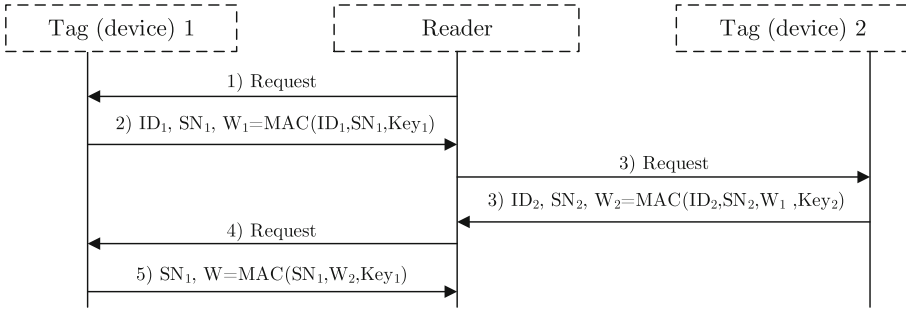 Tag (device) 1
Reader
Tag (device) 2
1) Request
2) ID₁, SN₁, W₁=MAC(ID₁,SN₁,Key₁)
3) Request
3) ID₂, SN₂, W₂=MAC(ID₂,SN₂,W₁ ,Key₂)
4) Request
5) SN₁, W=MAC(SN₁,W₂,Key₁)